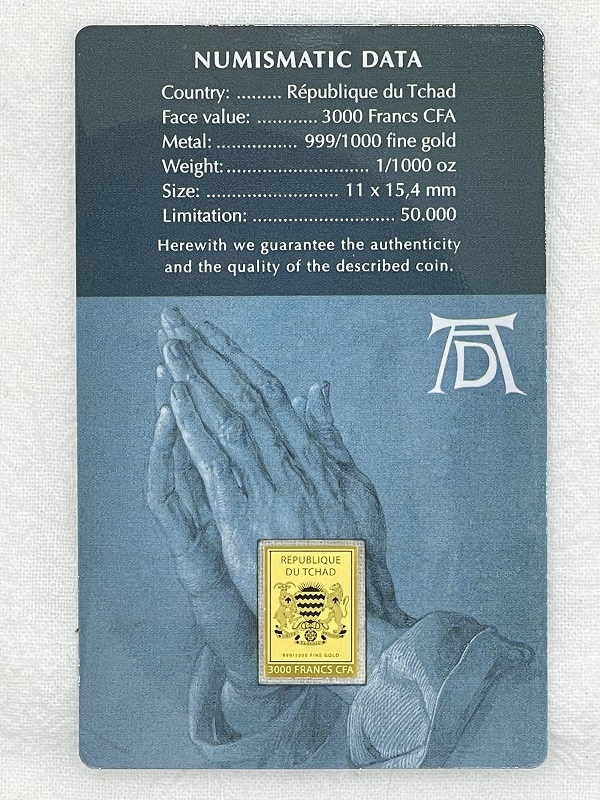 NUMISMATIC DATA
Country: ......... République du Tchad
Face value: ............ 3000 Francs CFA
Metal: ................ 999/1000 fine gold
Weight:............................ 1/1000 oz
Size: .......................... 11 x 15,4 mm
Limitation: ............................ 50.000
Herewith we guarantee the authenticity
and the quality of the described coin.
AD
REPUBLIQUE
DU TCHAD
999/1000 FINE GOLD
3000 FRANCS CFA